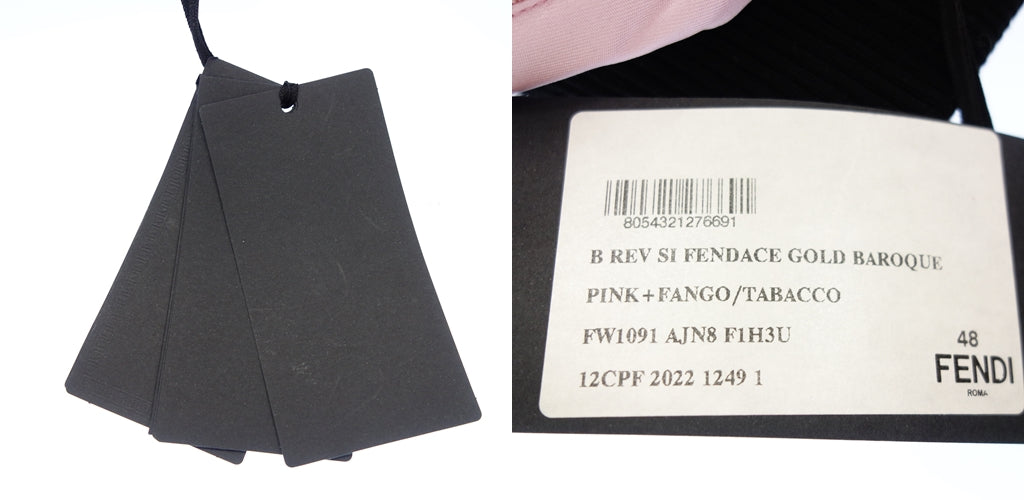 8054321276691
B REV SI FENDACE GOLD BAROQUE
PINK+FANGO/TABACCO
FW1091 AJN8 F1H3U
12CPF 2022 1249 1
48
FENDI
ROMA